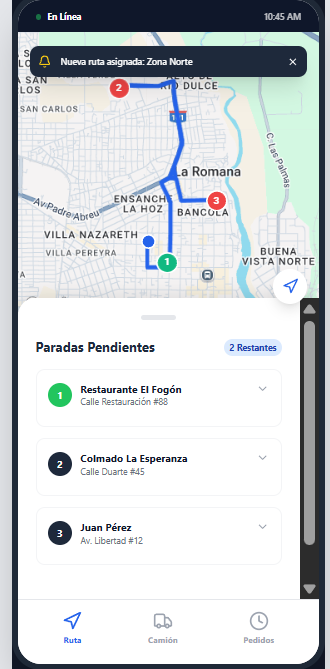 En Línea
10:45 AM
Nueva ruta asignada: Zona Norte
ALTO DE
RÍO DULCE
2
SAN CARLOS
C. Las Palmas
La Romana
Av Padre Abreu
ENSANCHE
LA HOZ
3
BANCOLA
VILLA NAZARETH
VILLA PEREYRA
1
BUENA
VISTA NORTE
Paradas Pendientes
2 Restantes
1
Restaurante El Fogón
Calle Restauración #88
2
Colmado La Esperanza
Calle Duarte #45
3
Juan Pérez
Av. Libertad #12
Ruta
Camión
Pedidos